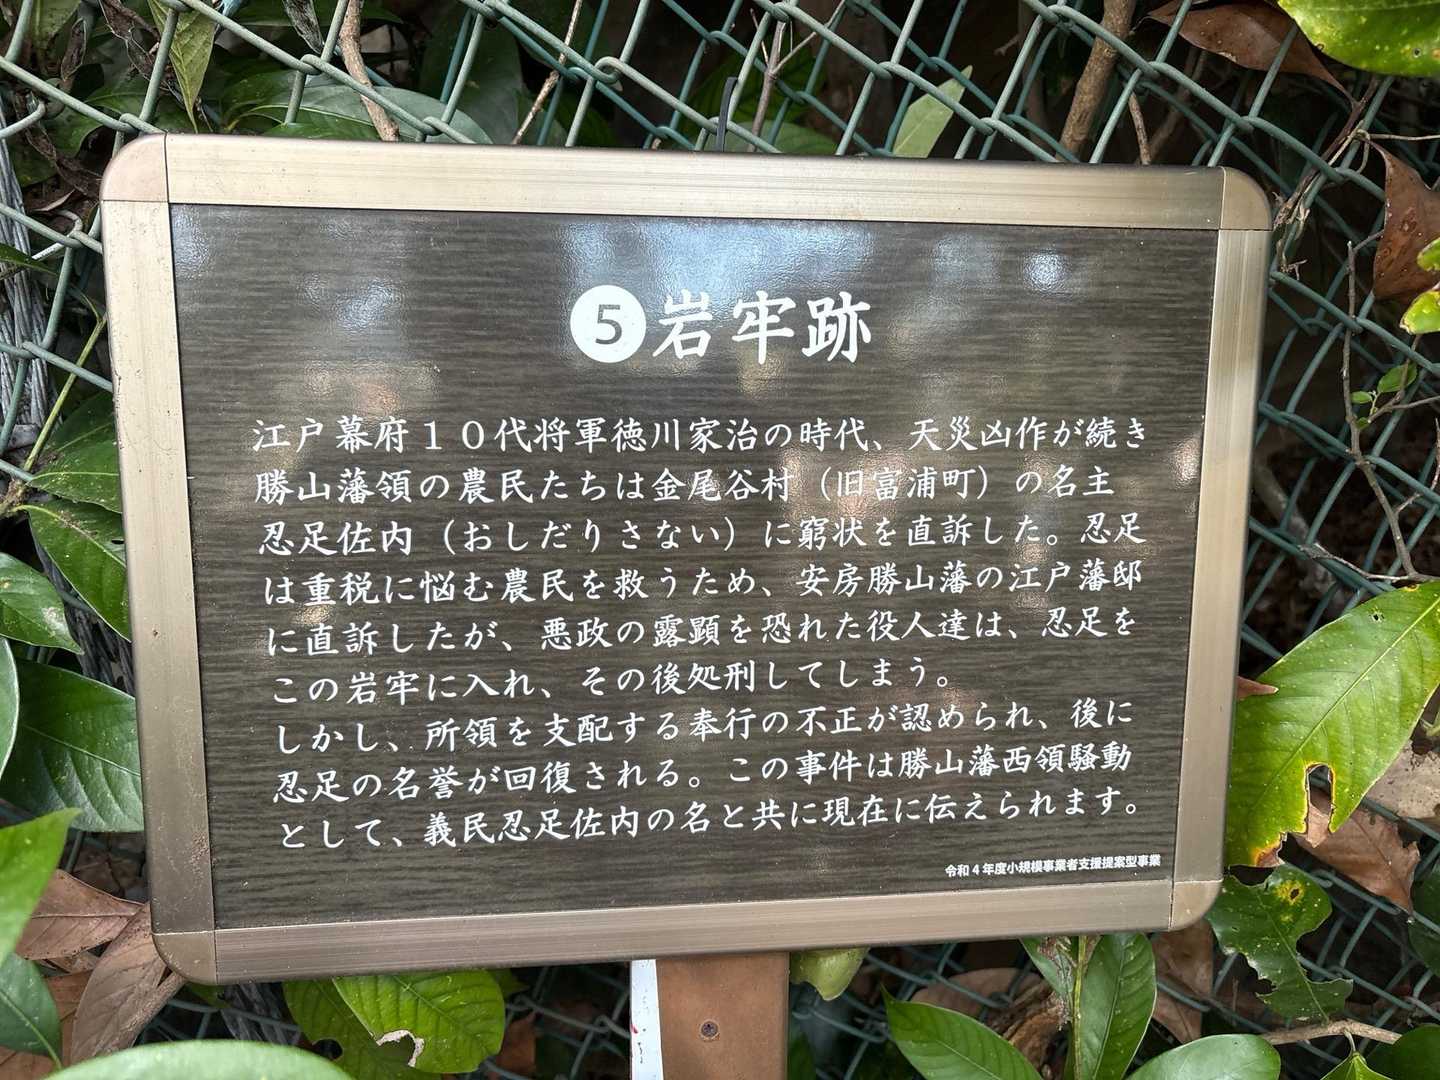 5岩牢跡
江戸幕府１０代将軍徳川家治の時代、天災凶作が続き
勝山藩領の農民たちは金尾谷村（旧富浦町）の名主
忍足佐内（おしだりさない）に窮状を直訴した。忍足
は重税に悩む農民を救うため、安房勝山藩の江戸藩邸
に直訴したが、悪政の露顕を恐れた役人達は、忍足を
この岩牢に入れ、その後処刑してしまう。
しかし、所領を支配する奉行の不正が認められ、後に
忍足の名誉が回復される。この事件は勝山藩西領騒動
として、義民忍足佐内の名と共に現在に伝えられます。
令和４年度小規模事業者支援提案型事業